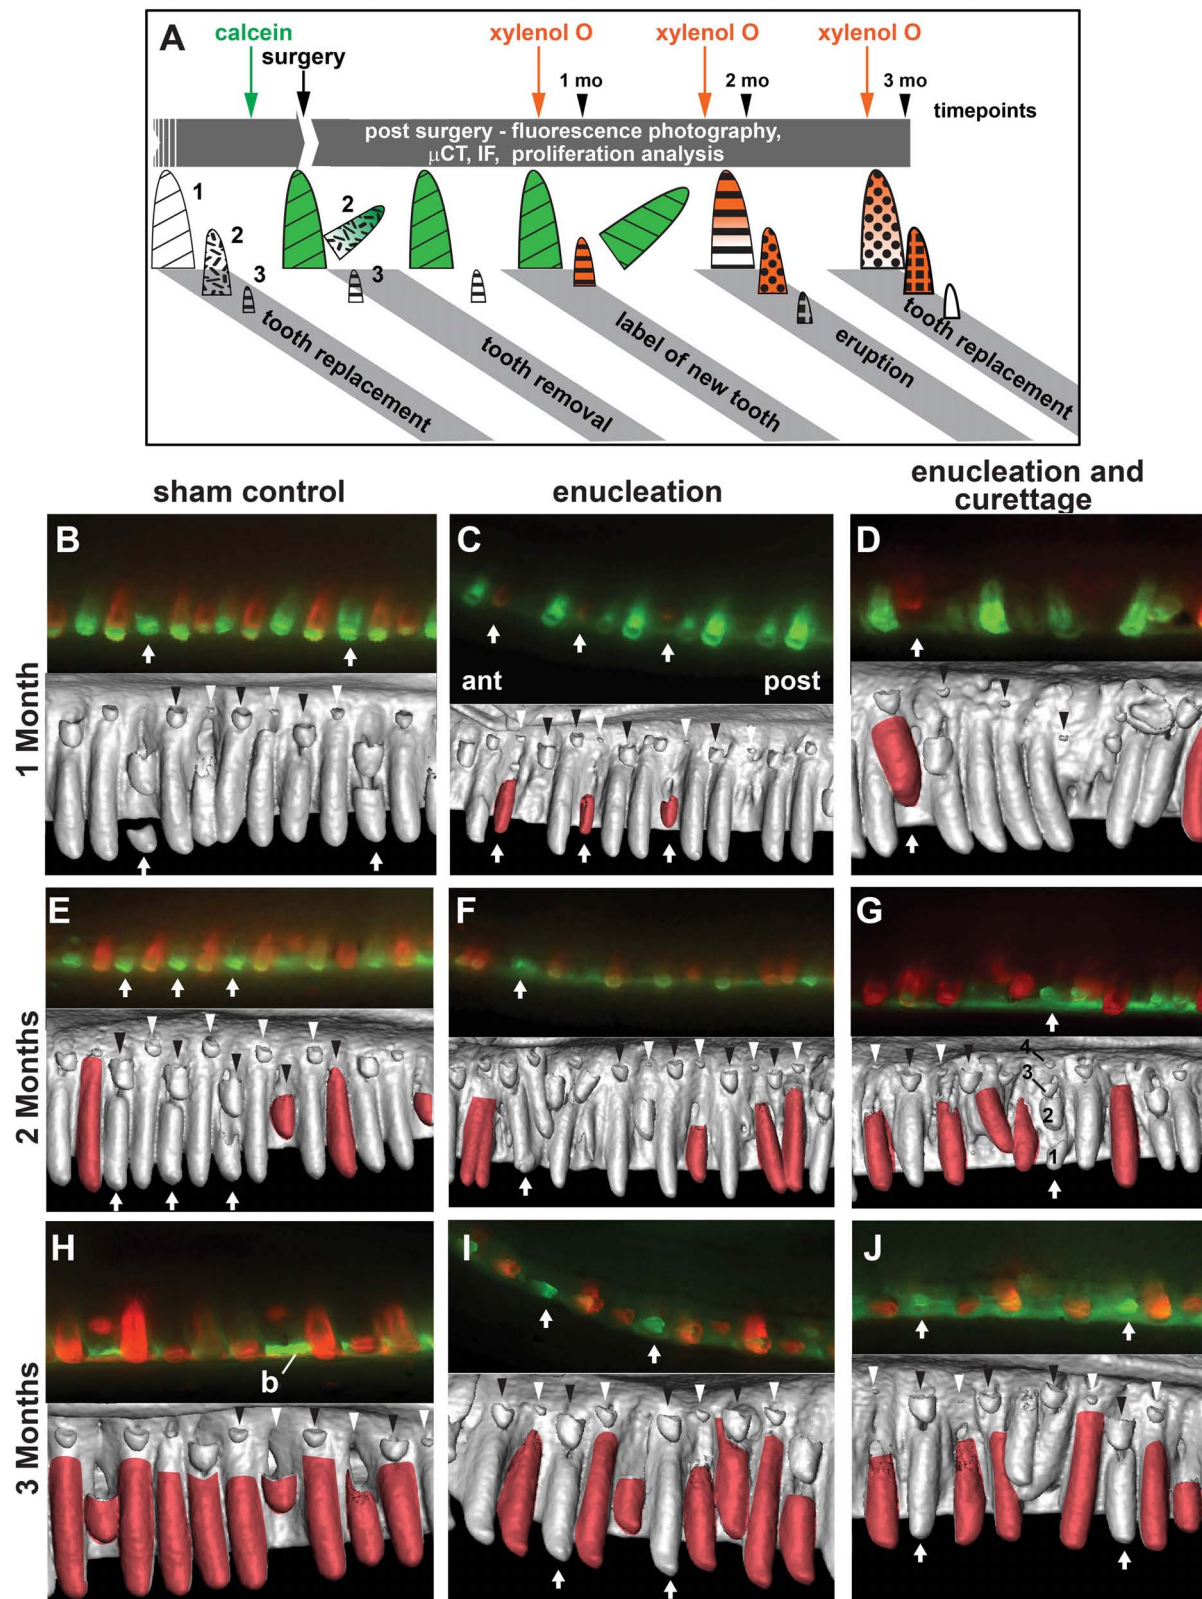 A
calcein
surgery
xylenol O
xylenol O
xylenol O
1 mo
2 mo
3 mo
timepoints
post surgery - fluorescence photography,
μCT, IF, proliferation analysis
1
2
3
2
3
tooth replacement
tooth removal
label of new tooth
eruption
tooth replacement
sham control
enucleation
enucleation and
curettage
1 Month
B
C
ant
post
D
2 Months
E
F
G
4
3
2
1
3 Months
H
b
I
J